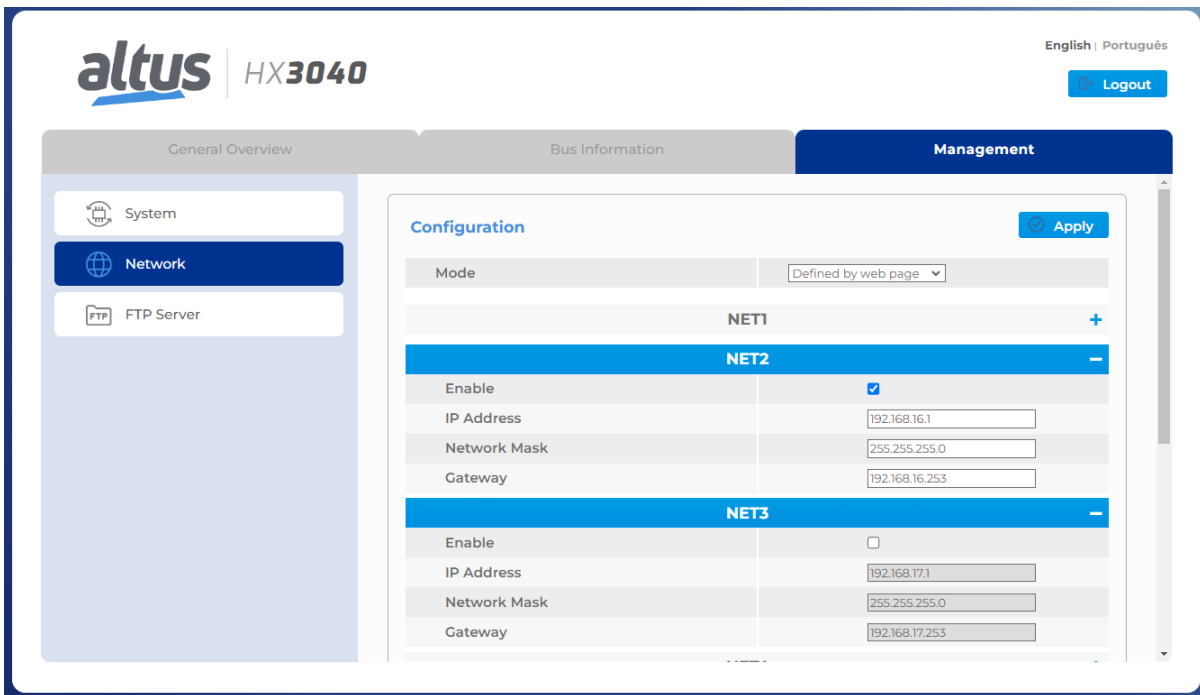 altus HX3040
English | Português
Logout
General Overview Bus Information Management
System
Network
FTP FTP Server
Configuration Apply
Mode Defined by web page
NET1 +
NET2 −
Enable
IP Address 192.168.16.1
Network Mask 255.255.255.0
Gateway 192.168.16.253
NET3 −
Enable
IP Address 192.168.17.1
Network Mask 255.255.255.0
Gateway 192.168.17.253